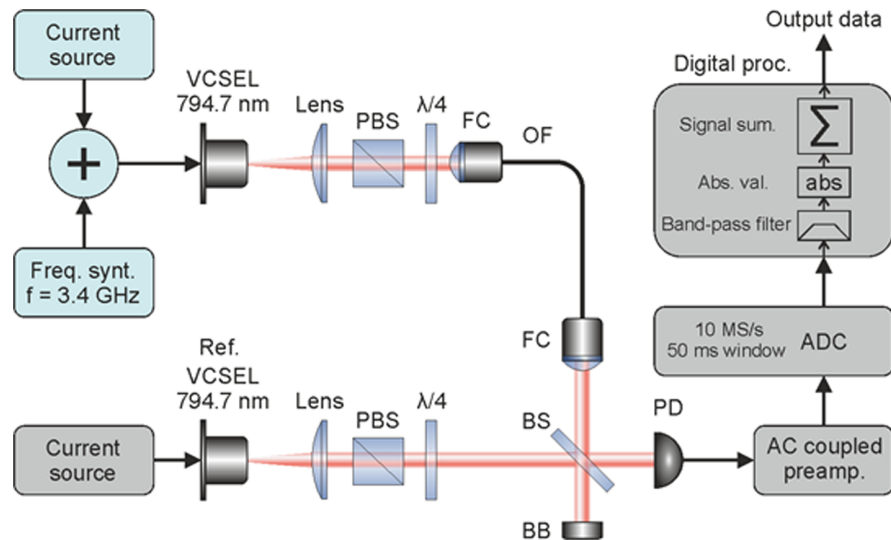 Current
source
Freq. synt.
f = 3.4 GHz
VCSEL
794.7 nm
Lens
PBS
λ/4
FC
OF
Output data
Digital proc.
Signal sum.
Σ
Abs. val.
abs
Band-pass filter
10 MS/s
50 ms window
ADC
FC
Ref.
VCSEL
794.7 nm
Lens
PBS
λ/4
BS
PD
BB
Current
source
AC coupled
preamp.
+